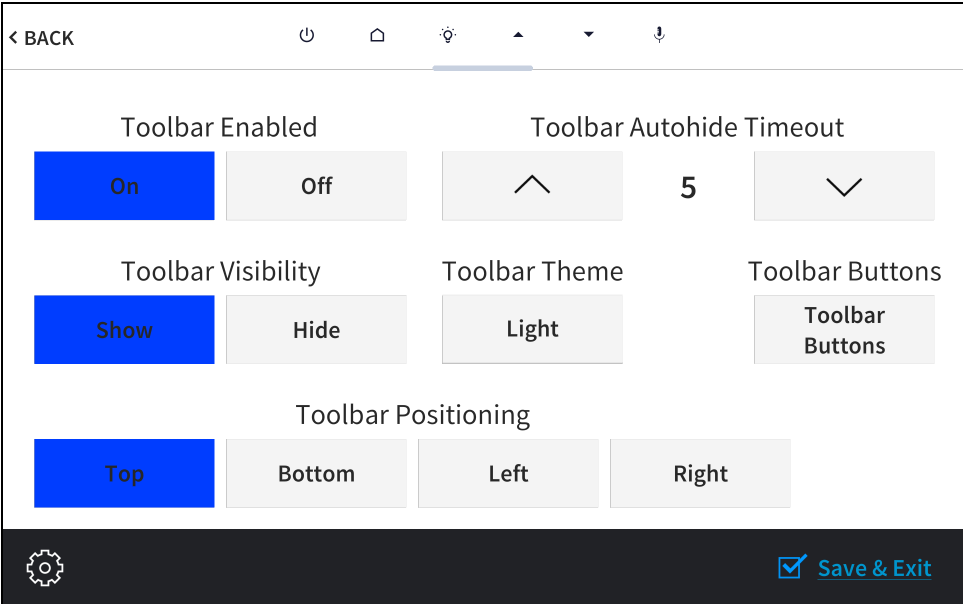 < BACK
Toolbar Enabled
Toolbar Autohide Timeout
On
Off
5
Toolbar Visibility
Toolbar Theme
Toolbar Buttons
Show
Hide
Light
Toolbar
Buttons
Toolbar Positioning
Top
Bottom
Left
Right
Save & Exit